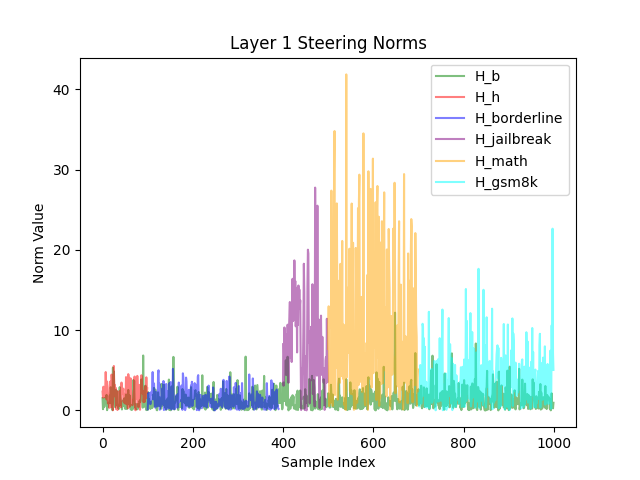 Layer 1 Steering Norms
Norm Value
40
30
20
10
0
H_b
H_h
H_borderline
H_jailbreak
H_math
H_gsm8k
0 200 400 600 800 1000
Sample Index